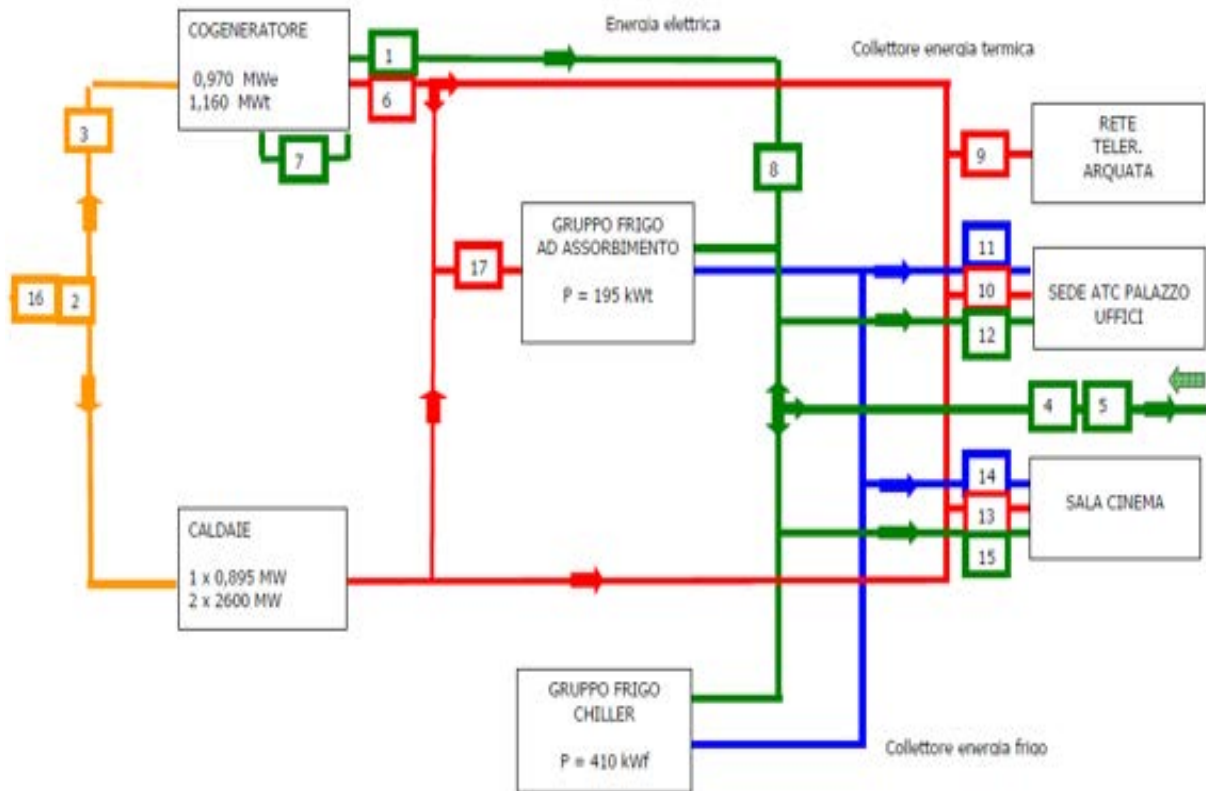 COGENERATORE
0,970 MWe
1,160 MWt
Energia elettrica
Collettore energia termica
1
6
3
7
8
9
RETE
TELER.
ARQUATA
GRUPPO FRIGO
AD ASSORBIMENTO
P = 195 kWt
17
11
10
12
SEDE ATC PALAZZO
UFFICI
16
2
4
5
14
13
15
SALA CINEMA
CALDAIE
1 x 0,895 MW
2 x 2600 MW
GRUPPO FRIGO
CHILLER
P = 410 kWf
Collettore energia frigo